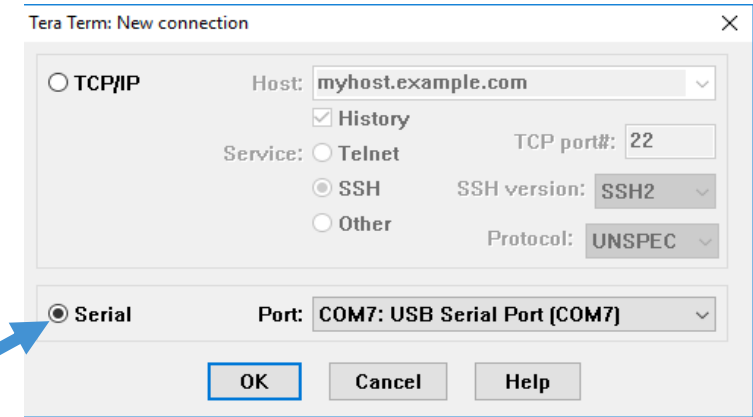 Tera Term: New connection
TCP/IP
Host: myhost.example.com
History
Service: Telnet
TCP port#: 22
SSH
SSH version: SSH2
Other
Protocol: UNSPEC
Serial
Port: COM7: USB Serial Port (COM7)
OK Cancel Help